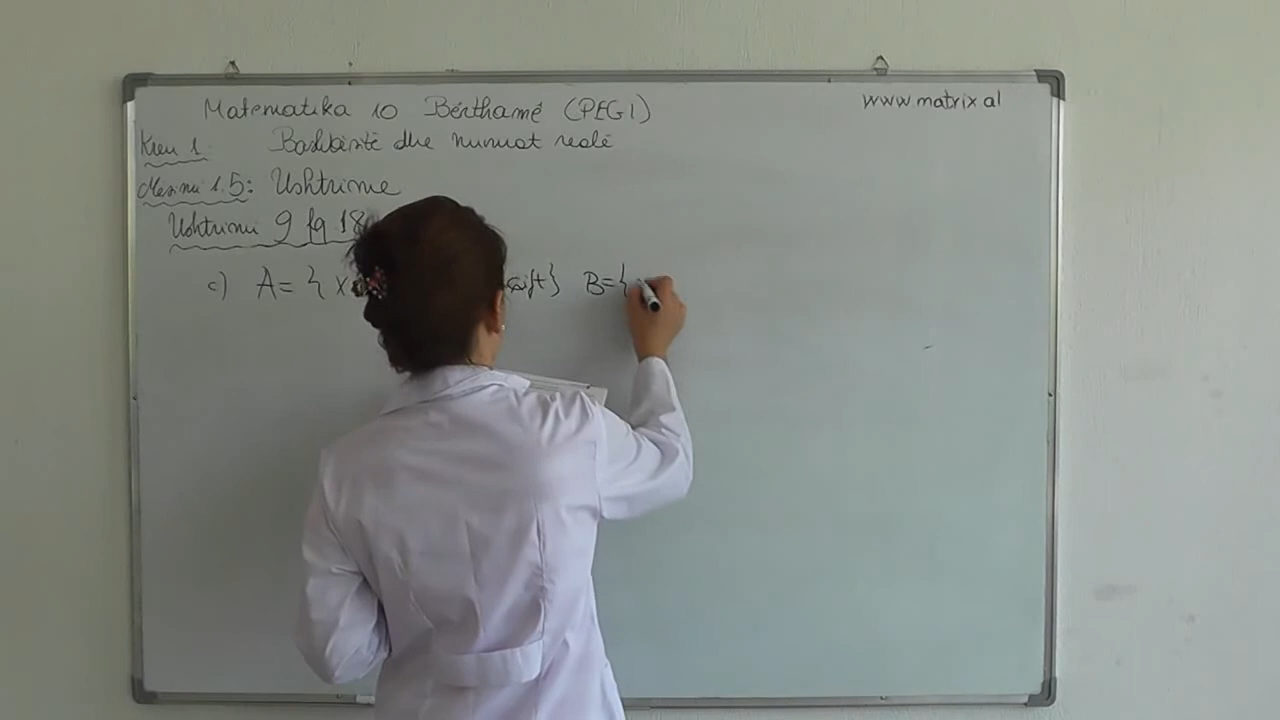 Matematika 10 Bërthamë (PEGI)
www.matrix.al
Kreu 1: Bashkësitë dhe numrat realë
Mësimi 1.5: Ushtrime
Ushtrimi 9 fq 18
c) A = { x çift} B = {